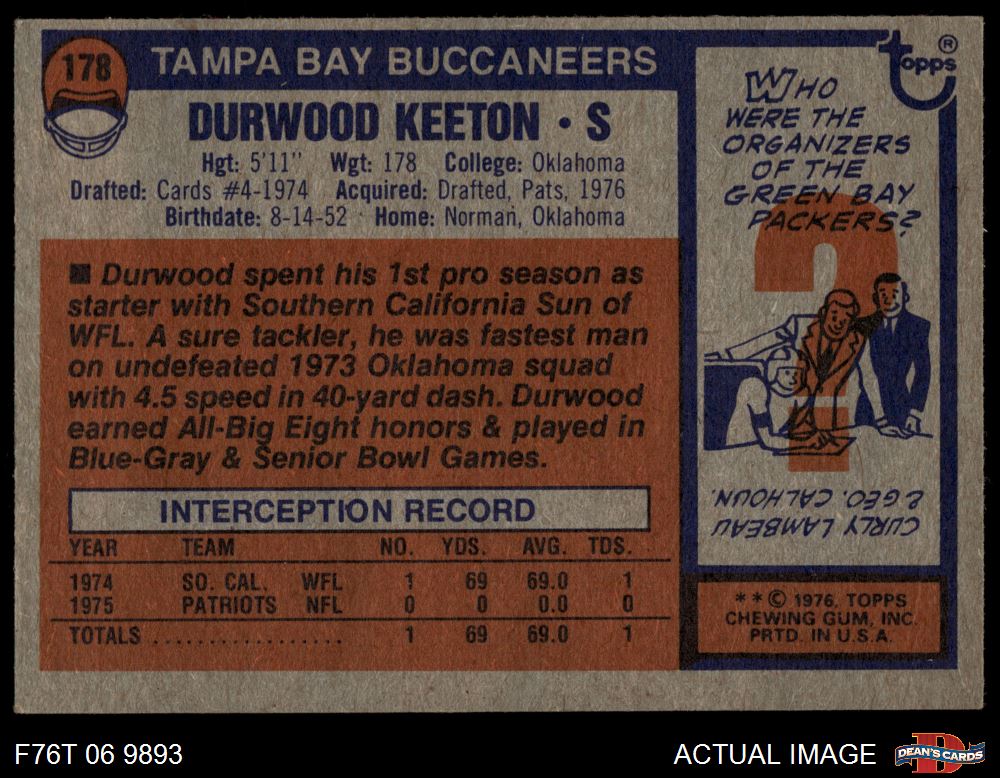 178
TAMPA BAY BUCCANEERS
DURWOOD KEETON • S
Hgt: 5'11" Wgt: 178 College: Oklahoma
Drafted: Cards #4-1974 Acquired: Drafted, Pats, 1976
Birthdate: 8-14-52 Home: Norman, Oklahoma
■ Durwood spent his 1st pro season as
starter with Southern California Sun of
WFL. A sure tackler, he was fastest man
on undefeated 1973 Oklahoma squad
with 4.5 speed in 40-yard dash. Durwood
earned All-Big Eight honors & played in
Blue-Gray & Senior Bowl Games.
INTERCEPTION RECORD
YEAR TEAM NO. YDS. AVG. TDS.
1974 SO. CAL. WFL 1 69 69.0 1
1975 PATRIOTS NFL 0 0 0.0 0
TOTALS .................. 1 69 69.0 1
topps ®
WHO
WERE THE
ORGANIZERS
OF THE
GREEN BAY
PACKERS?
?
CURLY LAMBEAU
& GEO. CALHOUN.
** © 1976, TOPPS
CHEWING GUM, INC.
PRTD. IN U.S.A.
F76T 06 9893
ACTUAL IMAGE
D
DEAN'S CARDS